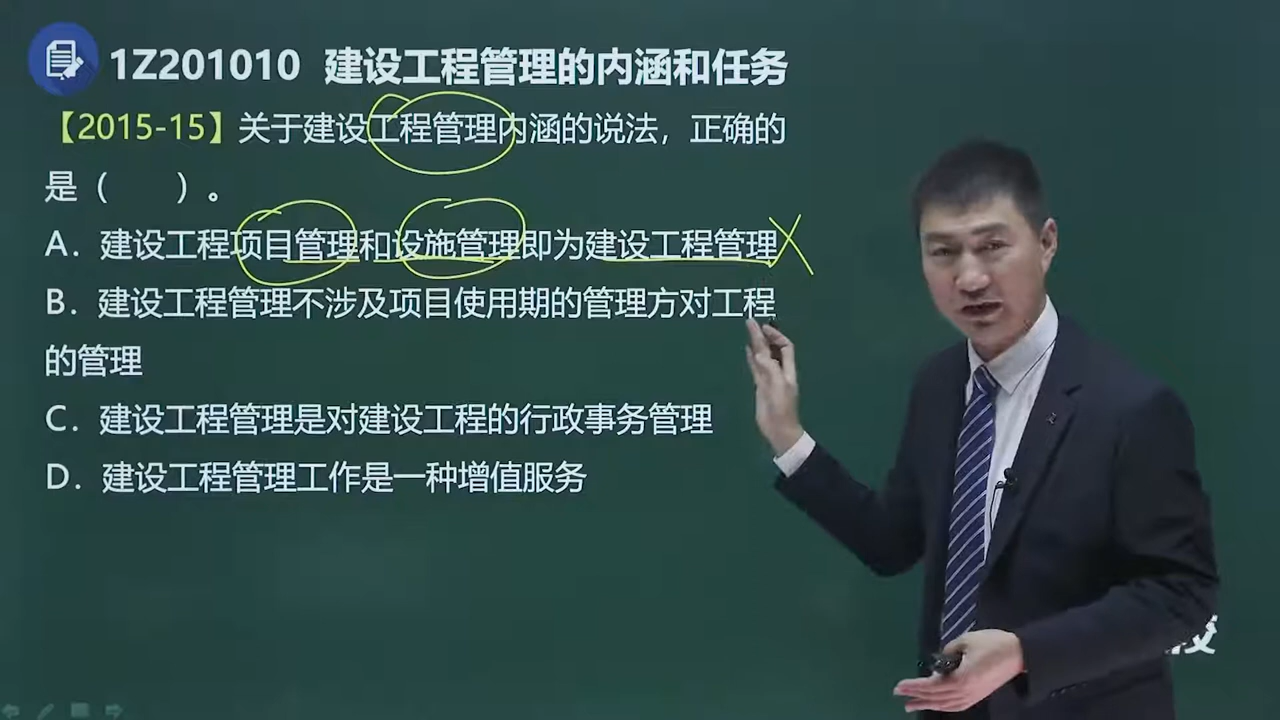 1Z201010 建设工程管理的内涵和任务
【2015-15】关于建设工程管理内涵的说法，正确的
是（ ）。
A. 建设工程项目管理和设施管理即为建设工程管理
B. 建设工程管理不涉及项目使用期的管理方对工程
的管理
C. 建设工程管理是对建设工程的行政事务管理
D. 建设工程管理工作是一种增值服务